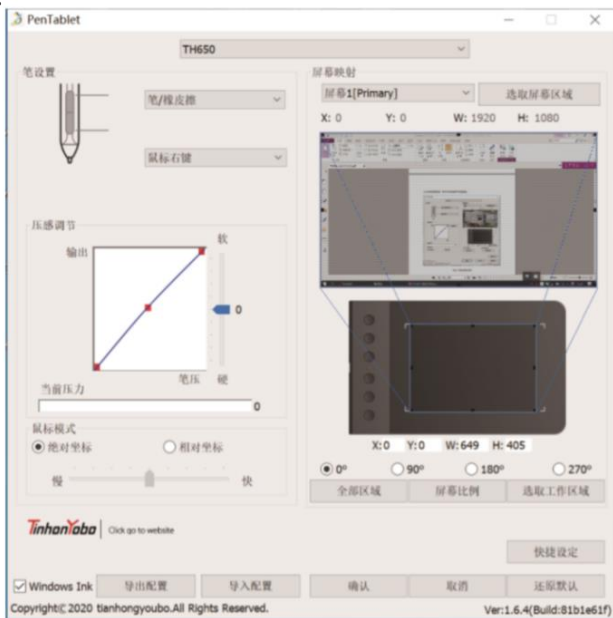 PenTablet
TH650
笔设置
笔/橡皮擦
鼠标右键
压感调节
输出
软
0
笔压
硬
当前压力
0
鼠标模式
绝对坐标
相对坐标
慢
快
屏幕映射
屏幕1[Primary]
选取屏幕区域
X: 0 Y: 0 W: 1920 H: 1080
X:0 Y:0 W:649 H:405
0° 90° 180° 270°
全部区域
屏幕比例
选取工作区域
TinhonYobo Click go to website
快捷设定
Windows Ink
导出配置
导入配置
确认
取消
还原默认
Copyright© 2020 tianhongyoubo.All Rights Reserved.
Ver:1.6.4(Build:81b1e61f)